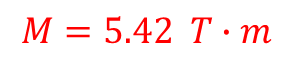 M = 5.42 T · m